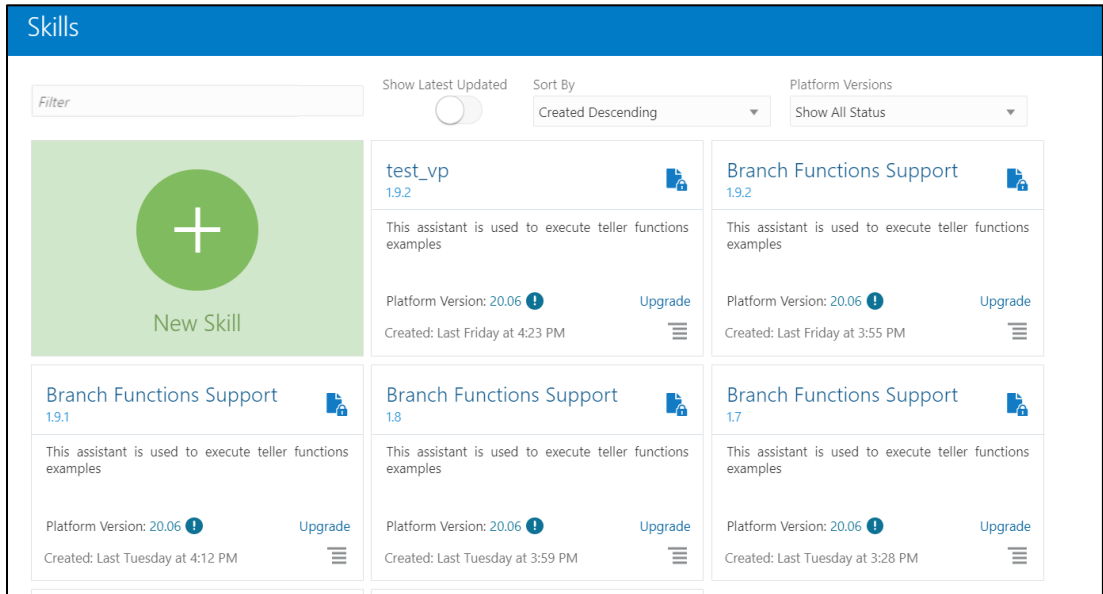 Skills
Filter
Show Latest Updated
Sort By
Created Descending
Platform Versions
Show All Status
New Skill
test_vp
1.9.2
This assistant is used to execute teller functions
examples
Platform Version: 20.06
Upgrade
Created: Last Friday at 4:23 PM
Branch Functions Support
1.9.2
This assistant is used to execute teller functions
examples
Platform Version: 20.06
Upgrade
Created: Last Friday at 3:55 PM
Branch Functions Support
1.9.1
This assistant is used to execute teller functions
examples
Platform Version: 20.06
Upgrade
Created: Last Tuesday at 4:12 PM
Branch Functions Support
1.8
This assistant is used to execute teller functions
examples
Platform Version: 20.06
Upgrade
Created: Last Tuesday at 3:59 PM
Branch Functions Support
1.7
This assistant is used to execute teller functions
examples
Platform Version: 20.06
Upgrade
Created: Last Tuesday at 3:28 PM